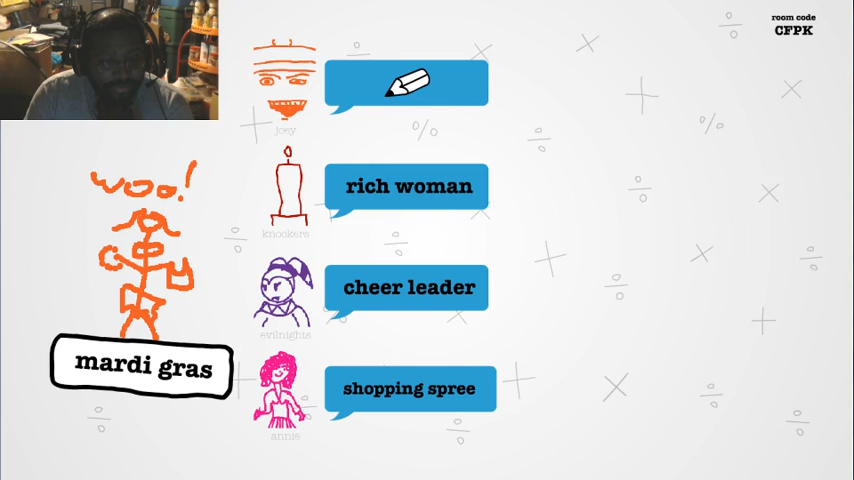 room code
CFPK
joey
rich woman
knockers
woo!
cheer leader
evilnights
mardi gras
shopping spree
annie